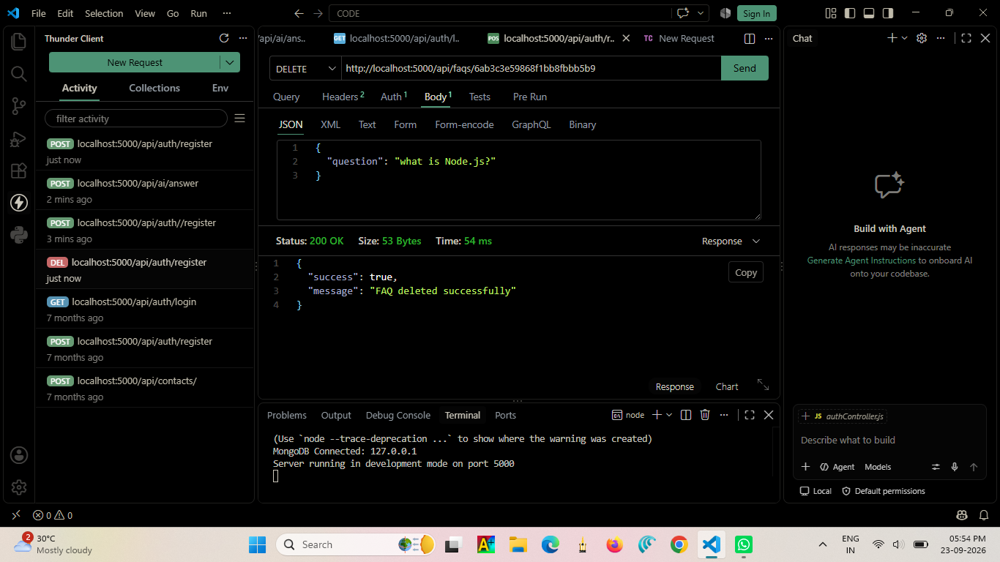 File Edit Selection View Go Run ···
CODE
Sign In
Thunder Client
New Request
Activity Collections Env
filter activity
POST localhost:5000/api/auth/register
just now
POST localhost:5000/api/ai/answer
2 mins ago
POST localhost:5000/api/auth//register
3 mins ago
DEL localhost:5000/api/auth/register
just now
GET localhost:5000/api/auth/login
7 months ago
POST localhost:5000/api/auth/register
7 months ago
POST localhost:5000/api/contacts/
7 months ago
/api/ai/ans.. GET localhost:5000/api/auth/l.. POS localhost:5000/api/auth/r.. TC New Request
DELETE http://localhost:5000/api/faqs/6ab3c3e59868f1bb8fbbb5b9 Send
Query Headers 2 Auth 1 Body 1 Tests Pre Run
JSON XML Text Form Form-encode GraphQL Binary
1 {
2 "question": "what is Node.js?"
3 }
Status: 200 OK Size: 53 Bytes Time: 54 ms Response
1 {
2 "success": true,
3 "message": "FAQ deleted successfully"
4 }
Copy
Response Chart
Problems Output Debug Console Terminal Ports node
(Use `node --trace-deprecation ...` to show where the warning was created)
MongoDB Connected: 127.0.0.1
Server running in development mode on port 5000
Chat
Build with Agent
AI responses may be inaccurate
Generate Agent Instructions to onboard AI
onto your codebase.
JS authController.js
Describe what to build
Agent Models
Local Default permissions
0 0
2
30°C
Mostly cloudy
Search
ENG
IN
05:54 PM
23-09-2026